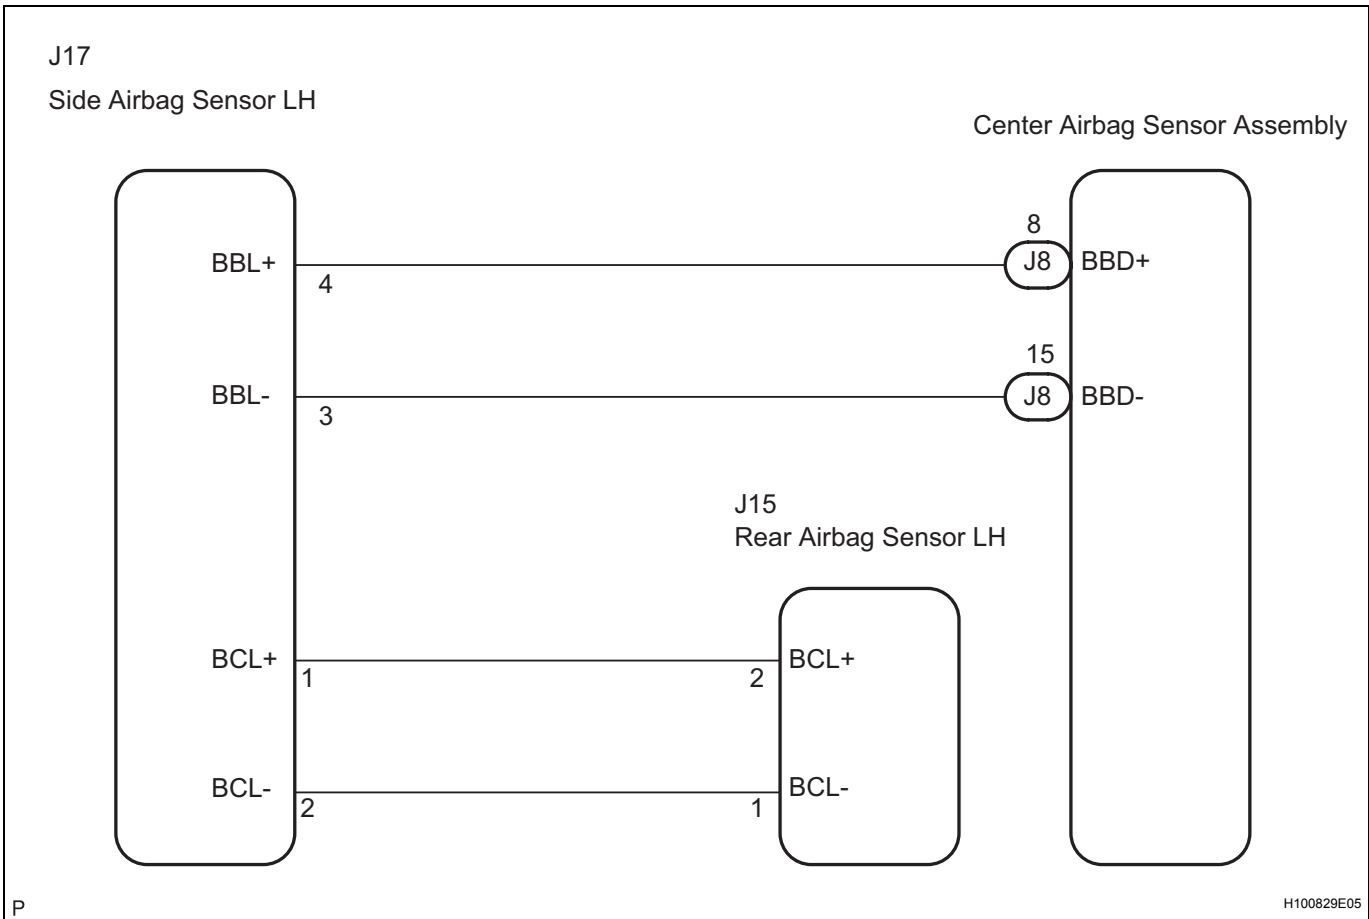 J17
Side Airbag Sensor LH
Center Airbag Sensor Assembly
8
BBL+
J8
BBD+
4
15
BBL-
J8
BBD-
3
J15
Rear Airbag Sensor LH
BCL+
BCL+
1
2
BCL-
BCL-
2
1
P
H100829E05